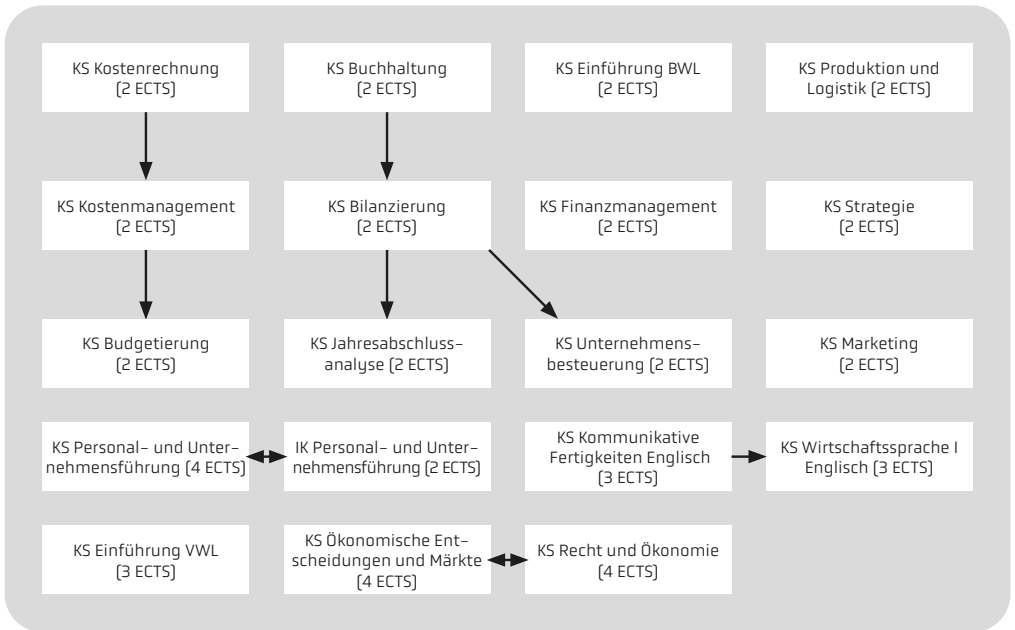 KS Kostenrechnung
(2 ECTS)
KS Buchhaltung
(2 ECTS)
KS Einführung BWL
(2 ECTS)
KS Produktion und
Logistik (2 ECTS)
KS Kostenmanagement
(2 ECTS)
KS Bilanzierung
(2 ECTS)
KS Finanzmanagement
(2 ECTS)
KS Strategie
(2 ECTS)
KS Budgetierung
(2 ECTS)
KS Jahresabschluss-
analyse (2 ECTS)
KS Unternehmens-
besteuerung (2 ECTS)
KS Marketing
(2 ECTS)
KS Personal- und Unter-
nehmensführung (4 ECTS)
IK Personal- und Unter-
nehmensführung (2 ECTS)
KS Kommunikative
Fertigkeiten Englisch
(3 ECTS)
KS Wirtschaftssprache I
Englisch (3 ECTS)
KS Einführung VWL
(3 ECTS)
KS Ökonomische Ent-
scheidungen und Märkte
(4 ECTS)
KS Recht und Ökonomie
(4 ECTS)